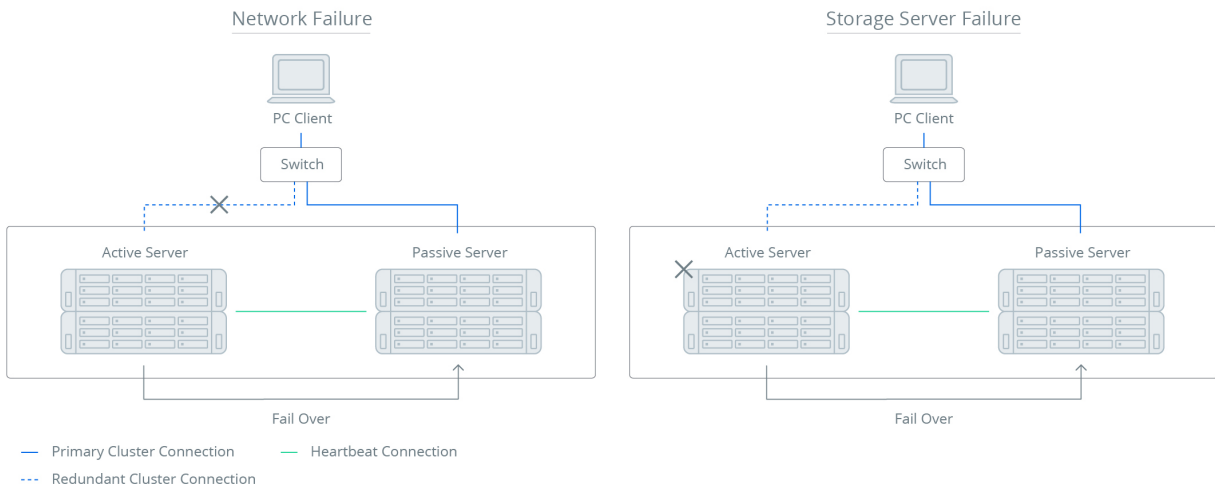 Network Failure
PC Client
Switch
Active Server
Passive Server
Fail Over
Storage Server Failure
PC Client
Switch
Active Server
Passive Server
Fail Over
Primary Cluster Connection
Heartbeat Connection
Redundant Cluster Connection